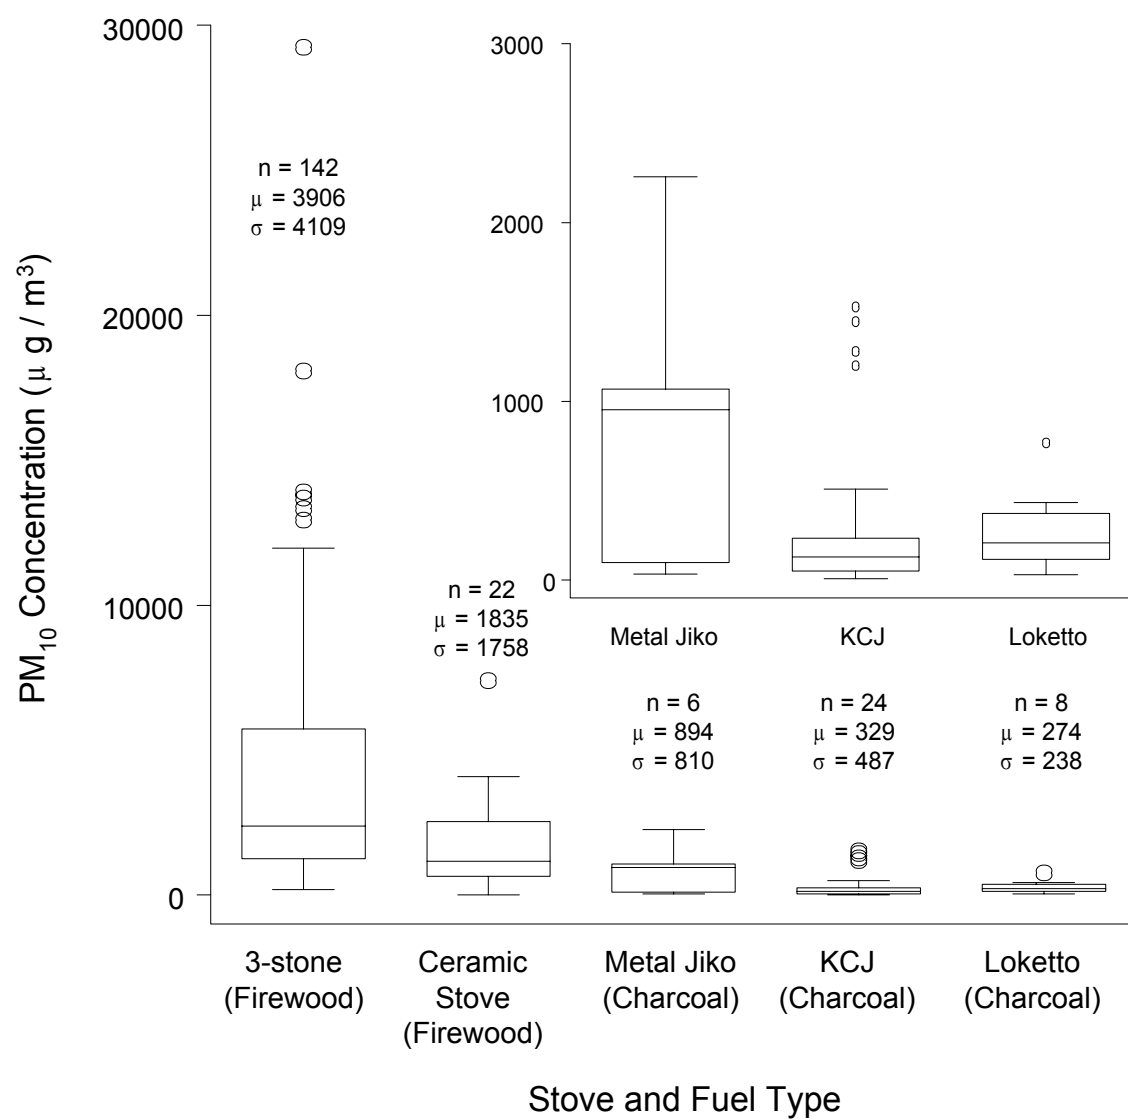 30000
20000
10000
0
PM10 Concentration (μ g / m3)
n = 142
μ = 3906
σ = 4109
n = 22
μ = 1835
σ = 1758
3000
2000
1000
0
Metal Jiko
KCJ
Loketto
n = 6
μ = 894
σ = 810
n = 24
μ = 329
σ = 487
n = 8
μ = 274
σ = 238
3-stone
(Firewood)
Ceramic
Stove
(Firewood)
Metal Jiko
(Charcoal)
KCJ
(Charcoal)
Loketto
(Charcoal)
Stove and Fuel Type